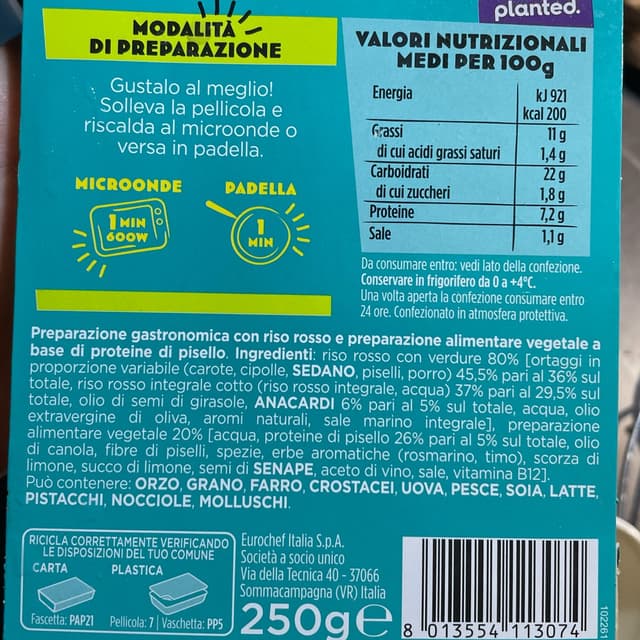 planted.
MODALITÀ
DI PREPARAZIONE
Gustalo al meglio!
Solleva la pellicola e
riscalda al microonde o
versa in padella.
MICROONDE
1 MIN
600W
PADELLA
1
MIN
VALORI NUTRIZIONALI
MEDI PER 100g
Energia kJ 921
kcal 200
Grassi 11 g
di cui acidi grassi saturi 1,4 g
Carboidrati 22 g
di cui zuccheri 1,8 g
Proteine 7,2 g
Sale 1,1 g
Da consumare entro: vedi lato della confezione.
Conservare in frigorifero da 0 a +4°C.
Una volta aperta la confezione consumare entro
24 ore. Confezionato in atmosfera protettiva.
Preparazione gastronomica con riso rosso e preparazione alimentare vegetale a
base di proteine di pisello. Ingredienti: riso rosso con verdure 80% [ortaggi in
proporzione variabile (carote, cipolle, SEDANO, piselli, porro) 45,5% pari al 36% sul
totale, riso rosso integrale cotto (riso rosso integrale, acqua) 37% pari al 29,5% sul
totale, olio di semi di girasole, ANACARDI 6% pari al 5% sul totale, acqua, olio
extravergine di oliva, aromi naturali, sale marino integrale], preparazione
alimentare vegetale 20% [acqua, proteine di pisello 26% pari al 5% sul totale, olio
di canola, fibre di piselli, spezie, erbe aromatiche (rosmarino, timo), scorza di
limone, succo di limone, semi di SENAPE, aceto di vino, sale, vitamina B12].
Può contenere: ORZO, GRANO, FARRO, CROSTACEI, UOVA, PESCE, SOIA, LATTE,
PISTACCHI, NOCCIOLE, MOLLUSCHI.
RICICLA CORRETTAMENTE VERIFICANDO
LE DISPOSIZIONI DEL TUO COMUNE
CARTA PLASTICA
Fascetta: PAP21 Pellicola: 7 Vaschetta: PP5
Eurochef Italia S.p.A.
Società a socio unico
Via della Tecnica 40 - 37066
Sommacampagna (VR) Italia
250g e
8 013554 113074